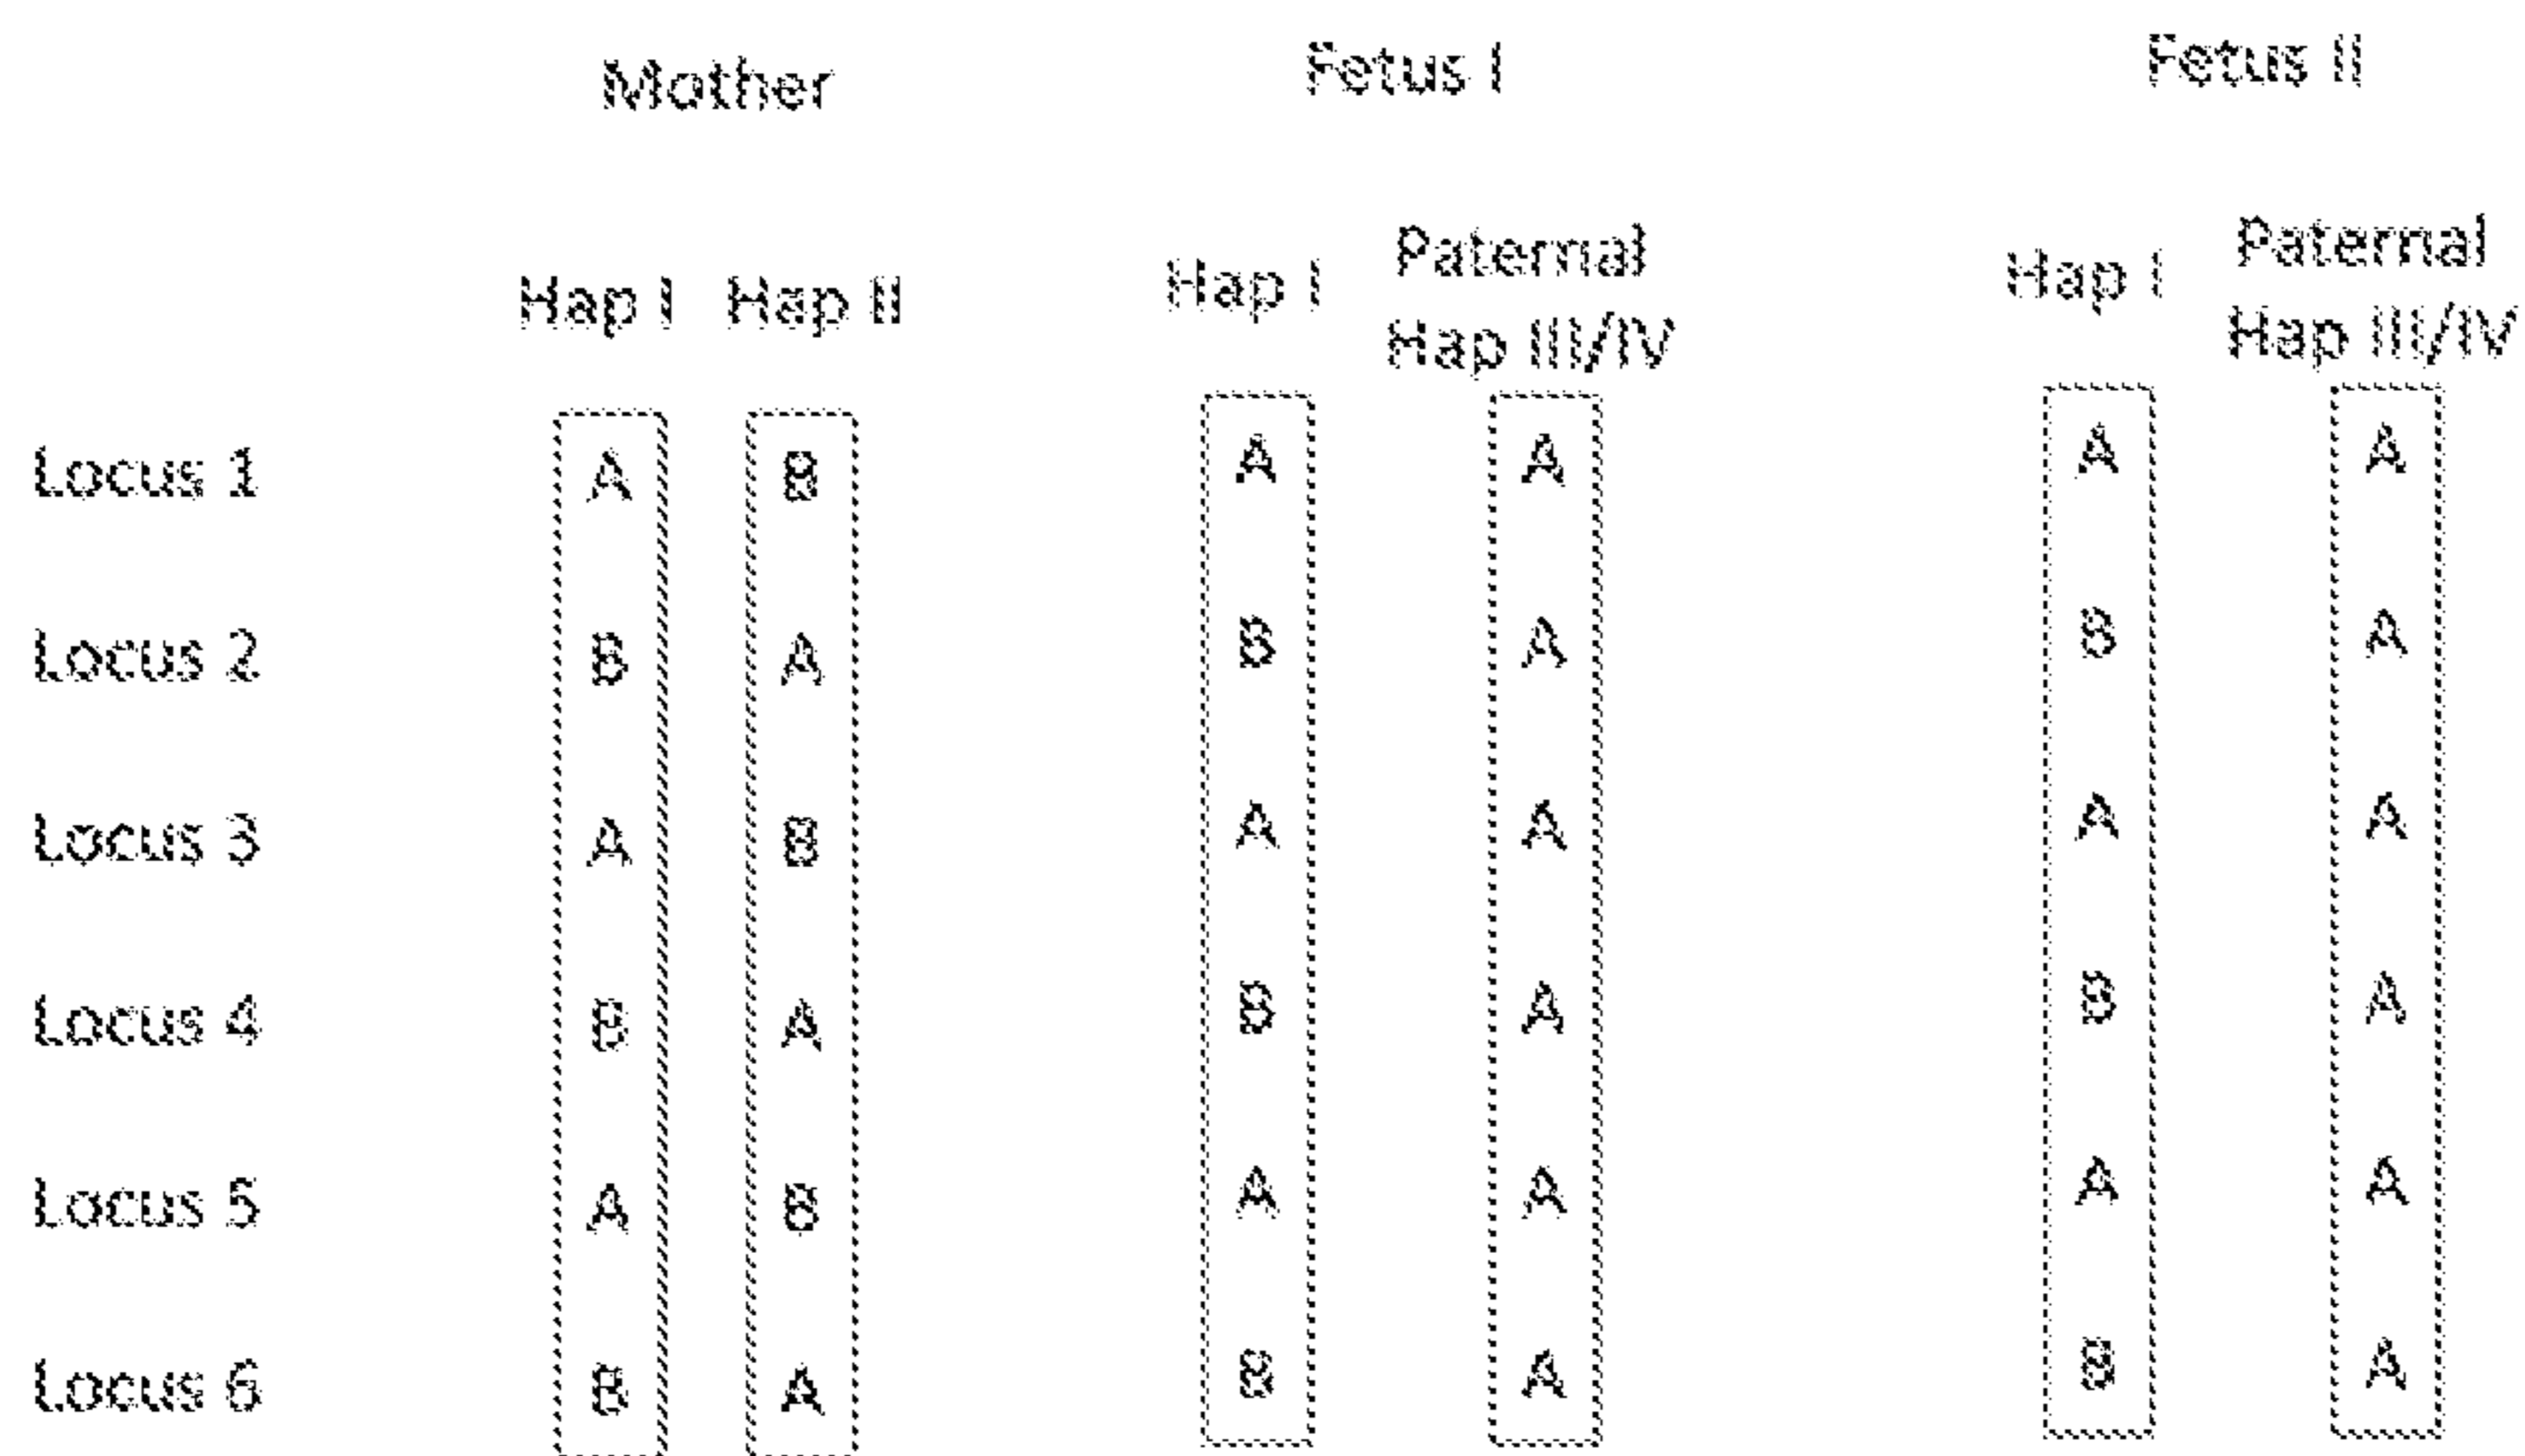 Mother Fetus I Fetus II
Hap I Hap II Hap I Paternal Hap III/IV Hap I Paternal Hap III/IV
Locus 1 A B A A A A
Locus 2 B A B A B A
Locus 3 A B A A A A
Locus 4 B A B A B A
Locus 5 A B A A A A
Locus 6 B A B A B A